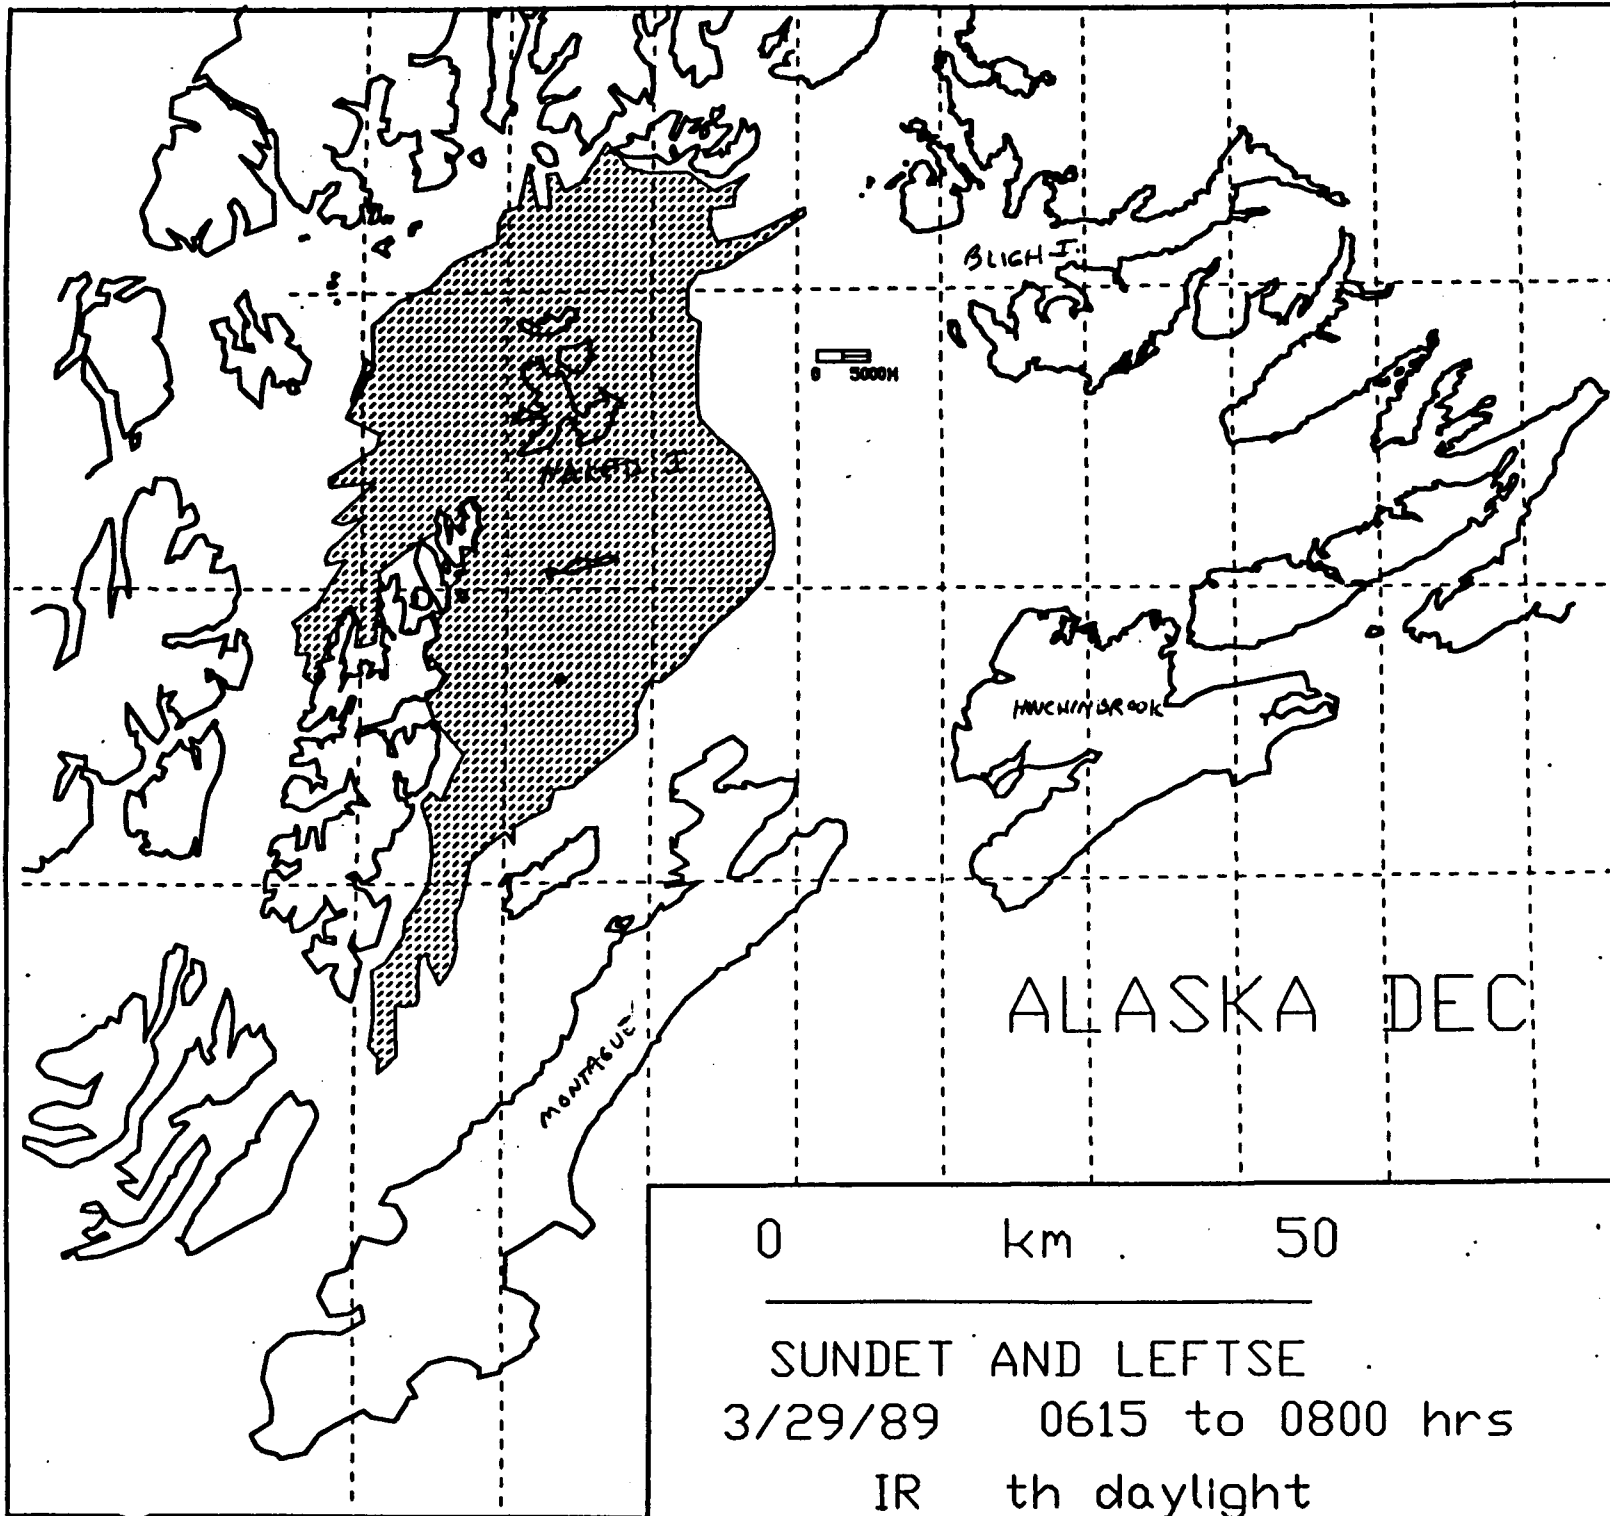 BLIGH I.
0 5000M
NAKED I
HINCHINBROOK
ALASKA DEC
MONTAGUE
0 km 50
SUNDET AND LEFTSE
3/29/89 0615 to 0800 hrs
IR th daylight